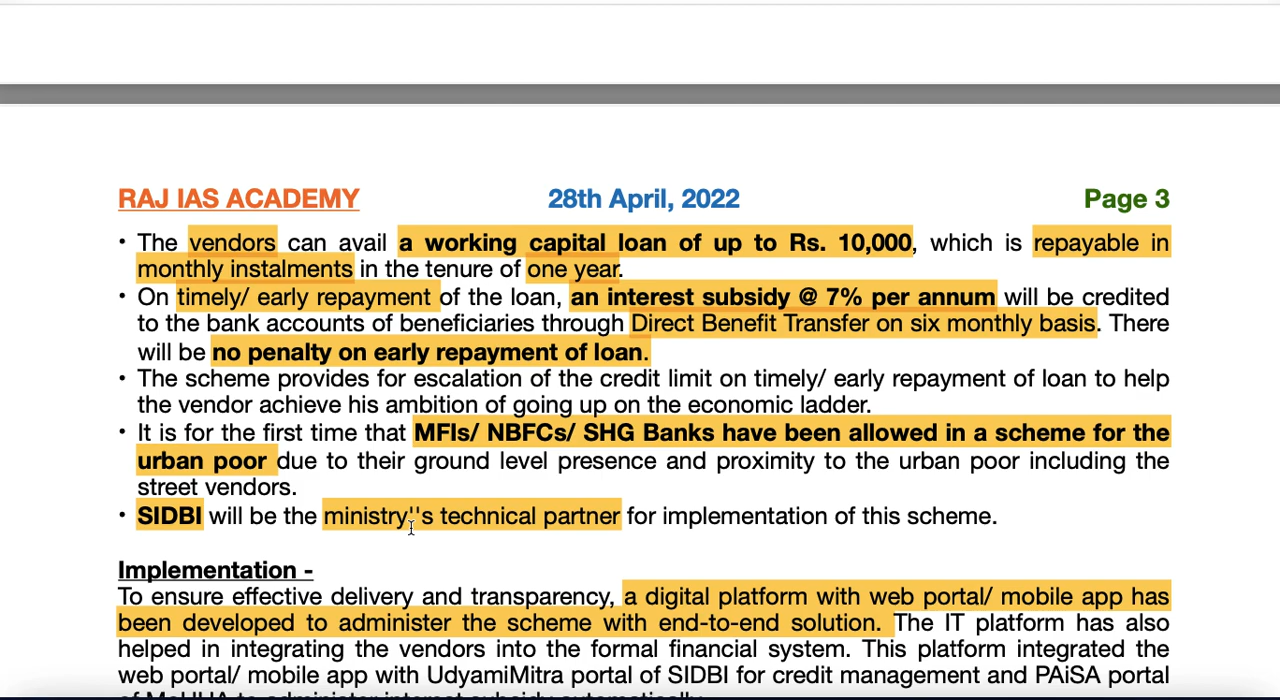 RAJ IAS ACADEMY 28th April, 2022 Page 3
• The vendors can avail a working capital loan of up to Rs. 10,000, which is repayable in
monthly instalments in the tenure of one year.
• On timely/ early repayment of the loan, an interest subsidy @ 7% per annum will be credited
to the bank accounts of beneficiaries through Direct Benefit Transfer on six monthly basis. There
will be no penalty on early repayment of loan.
• The scheme provides for escalation of the credit limit on timely/ early repayment of loan to help
the vendor achieve his ambition of going up on the economic ladder.
• It is for the first time that MFIs/ NBFCs/ SHG Banks have been allowed in a scheme for the
urban poor due to their ground level presence and proximity to the urban poor including the
street vendors.
• SIDBI will be the ministry''s technical partner for implementation of this scheme.
Implementation -
To ensure effective delivery and transparency, a digital platform with web portal/ mobile app has
been developed to administer the scheme with end-to-end solution. The IT platform has also
helped in integrating the vendors into the formal financial system. This platform integrated the
web portal/ mobile app with UdyamiMitra portal of SIDBI for credit management and PAiSA portal
of MoHUA to administer interest subsidy automatically.